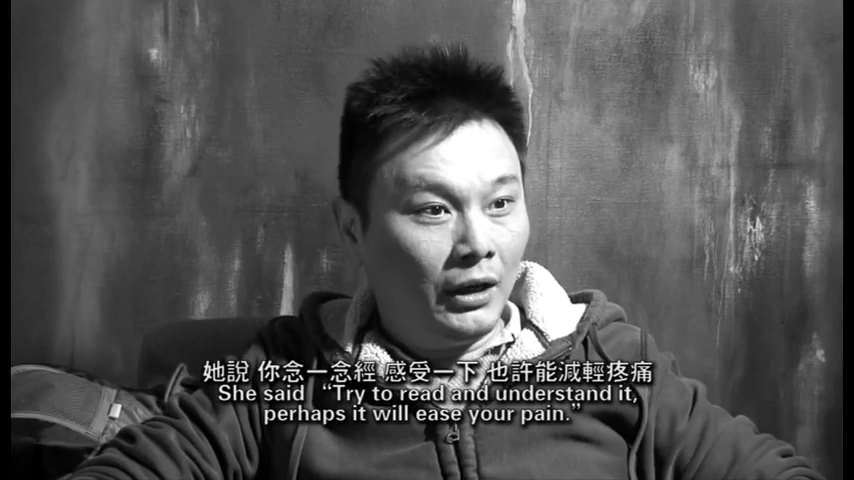 她說 你念一念經 感受一下 也許能減輕疼痛
She said “Try to read and understand it,
perhaps it will ease your pain.”